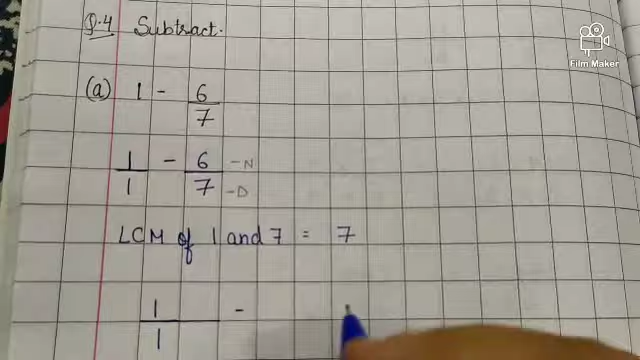 Q.4 Subtract.
Film Maker
(a) 1 - 6/7
1/1 - 6/7 -N -D
LCM of 1 and 7 = 7
1/1 -